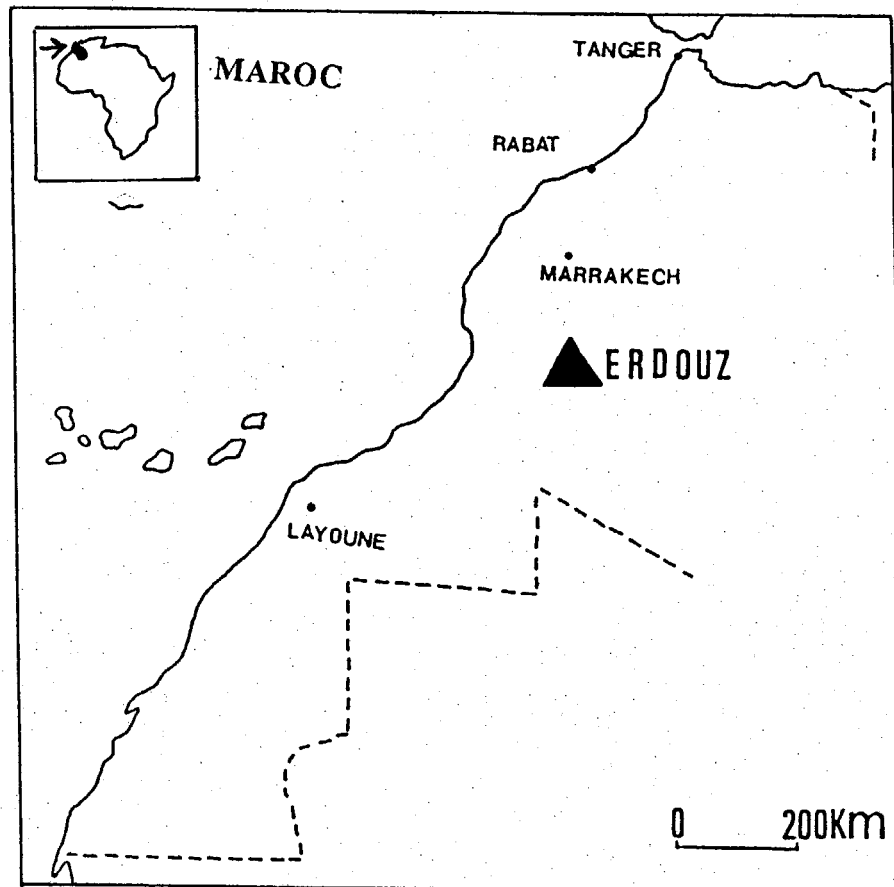 MAROC
TANGER
RABAT
MARRAKECH
ERDOUZ
LAYOUNE
0 200Km